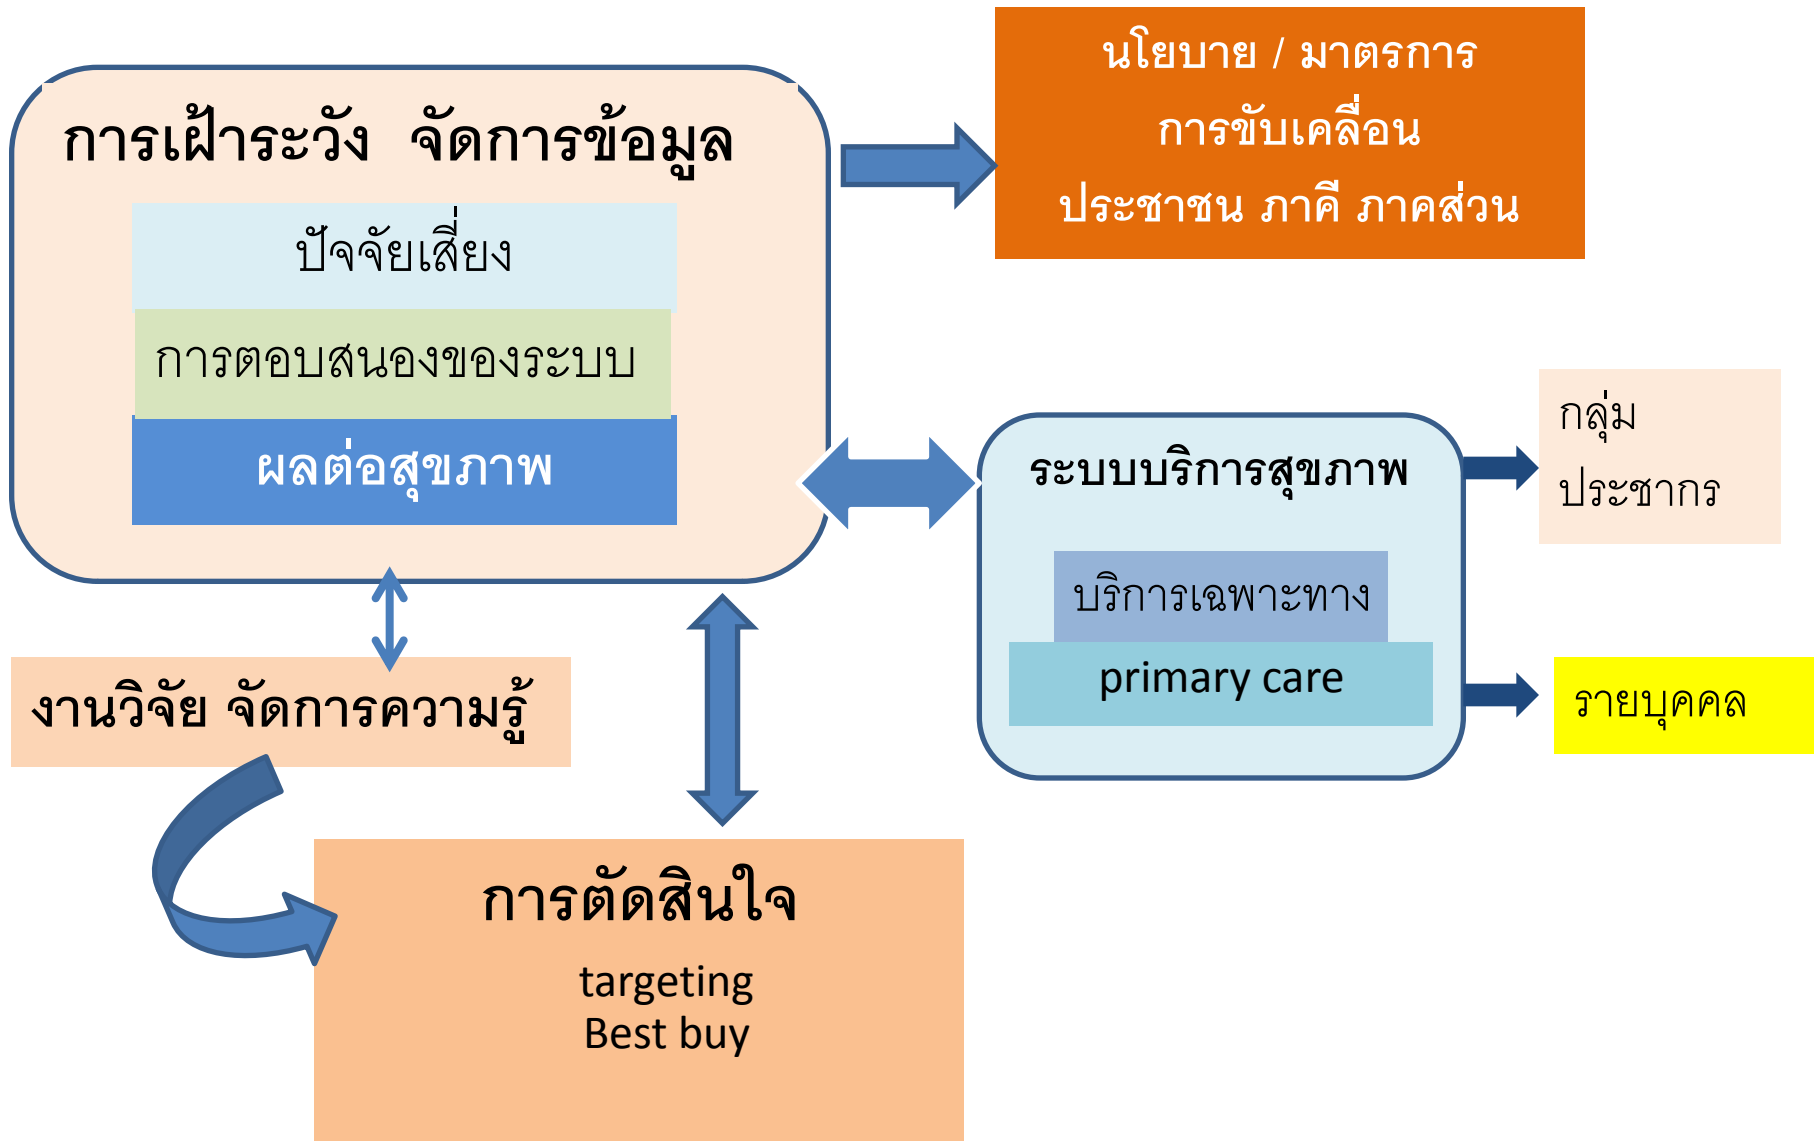 การเฝ้าระวัง จัดการข้อมูล
ปัจจัยเสี่ยง
การตอบสนองของระบบ
ผลต่อสุขภาพ
นโยบาย / มาตรการ
การขับเคลื่อน
ประชาชน ภาคี ภาคส่วน
ระบบบริการสุขภาพ
บริการเฉพาะทาง
primary care
กลุ่ม
ประชากร
รายบุคคล
งานวิจัย จัดการความรู้
การตัดสินใจ
targeting
Best buy